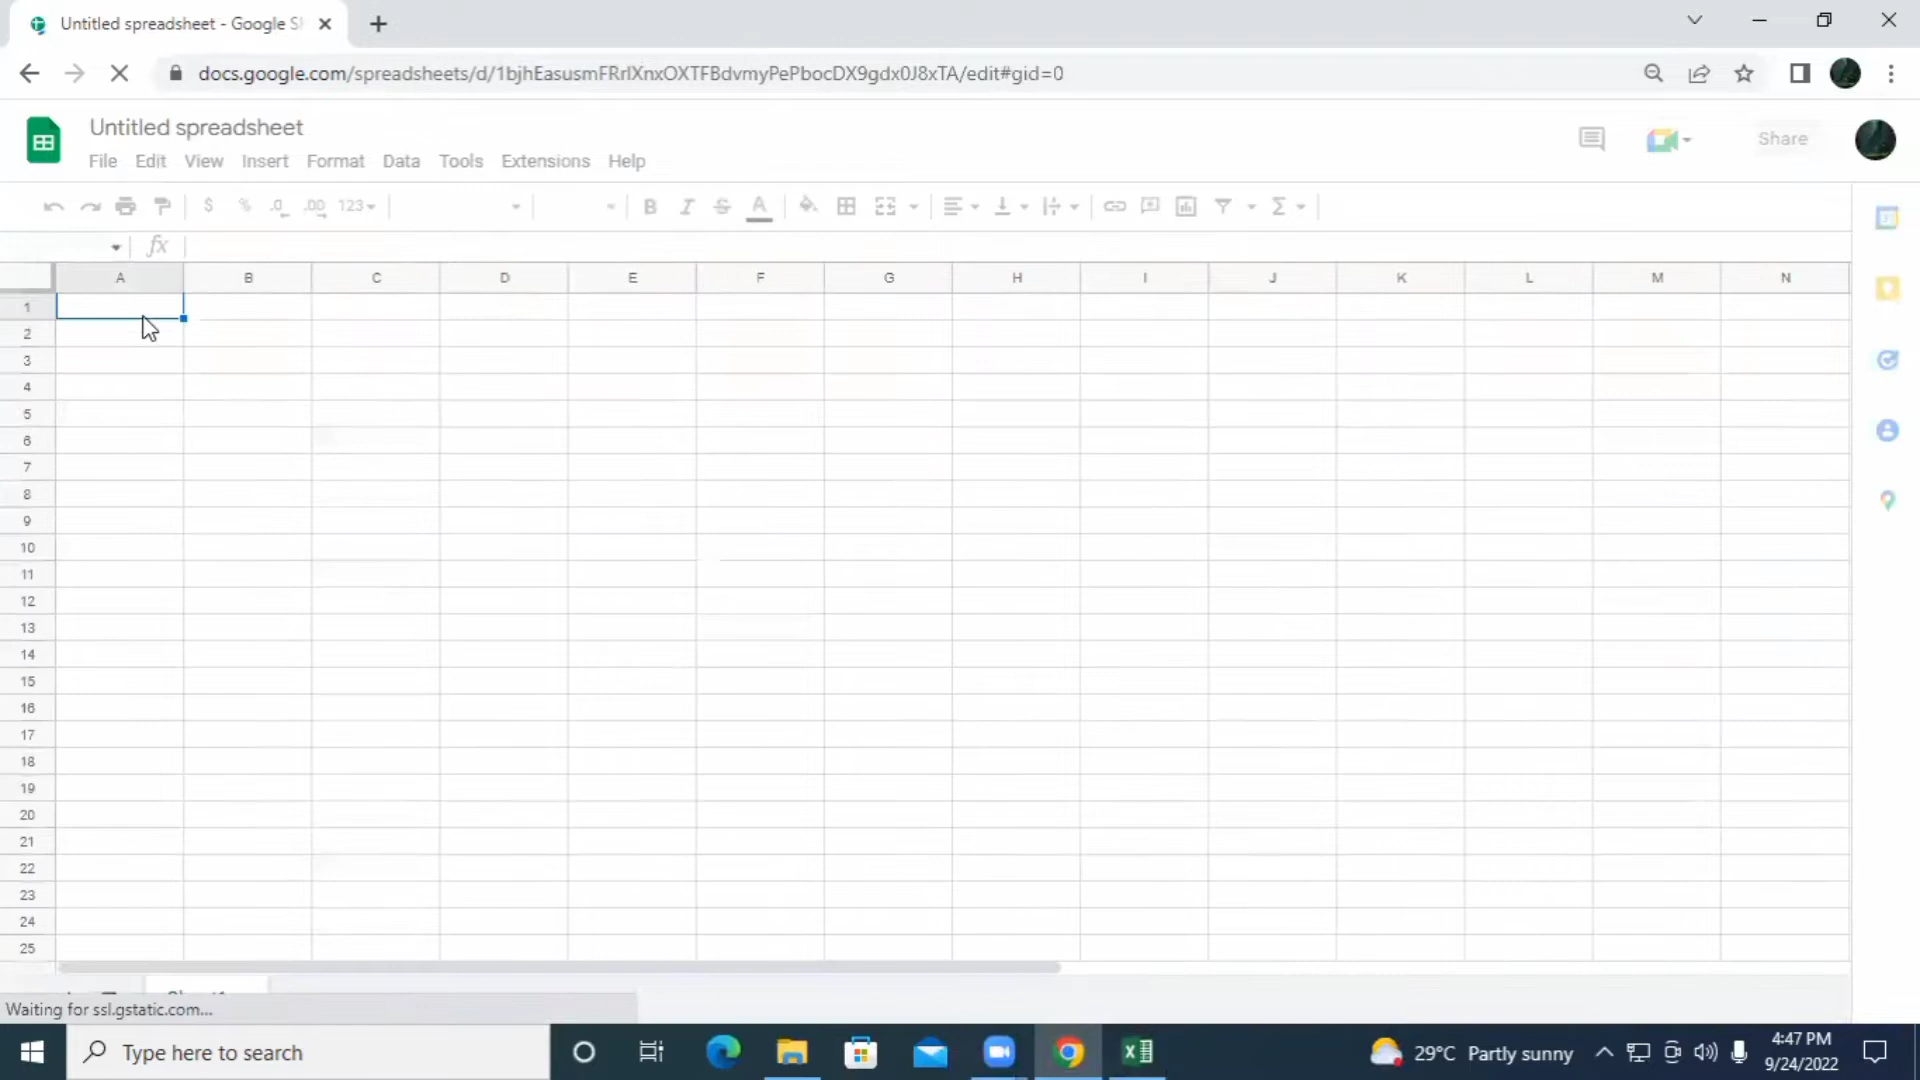 Untitled spreadsheet - Google S
docs.google.com/spreadsheets/d/1bjhEasusmFRrlXnxOXTFBdvmyPePbocDX9gdx0J8xTA/edit#gid=0
Untitled spreadsheet
File Edit View Insert Format Data Tools Extensions Help
Share
$ % .0 .00 123
B I S A
fx
A B C D E F G H I J K L M N
1
2
3
4
5
6
7
8
9
10
11
12
13
14
15
16
17
18
19
20
21
22
23
24
25
Waiting for ssl.gstatic.com...
Type here to search
29°C Partly sunny
4:47 PM
9/24/2022